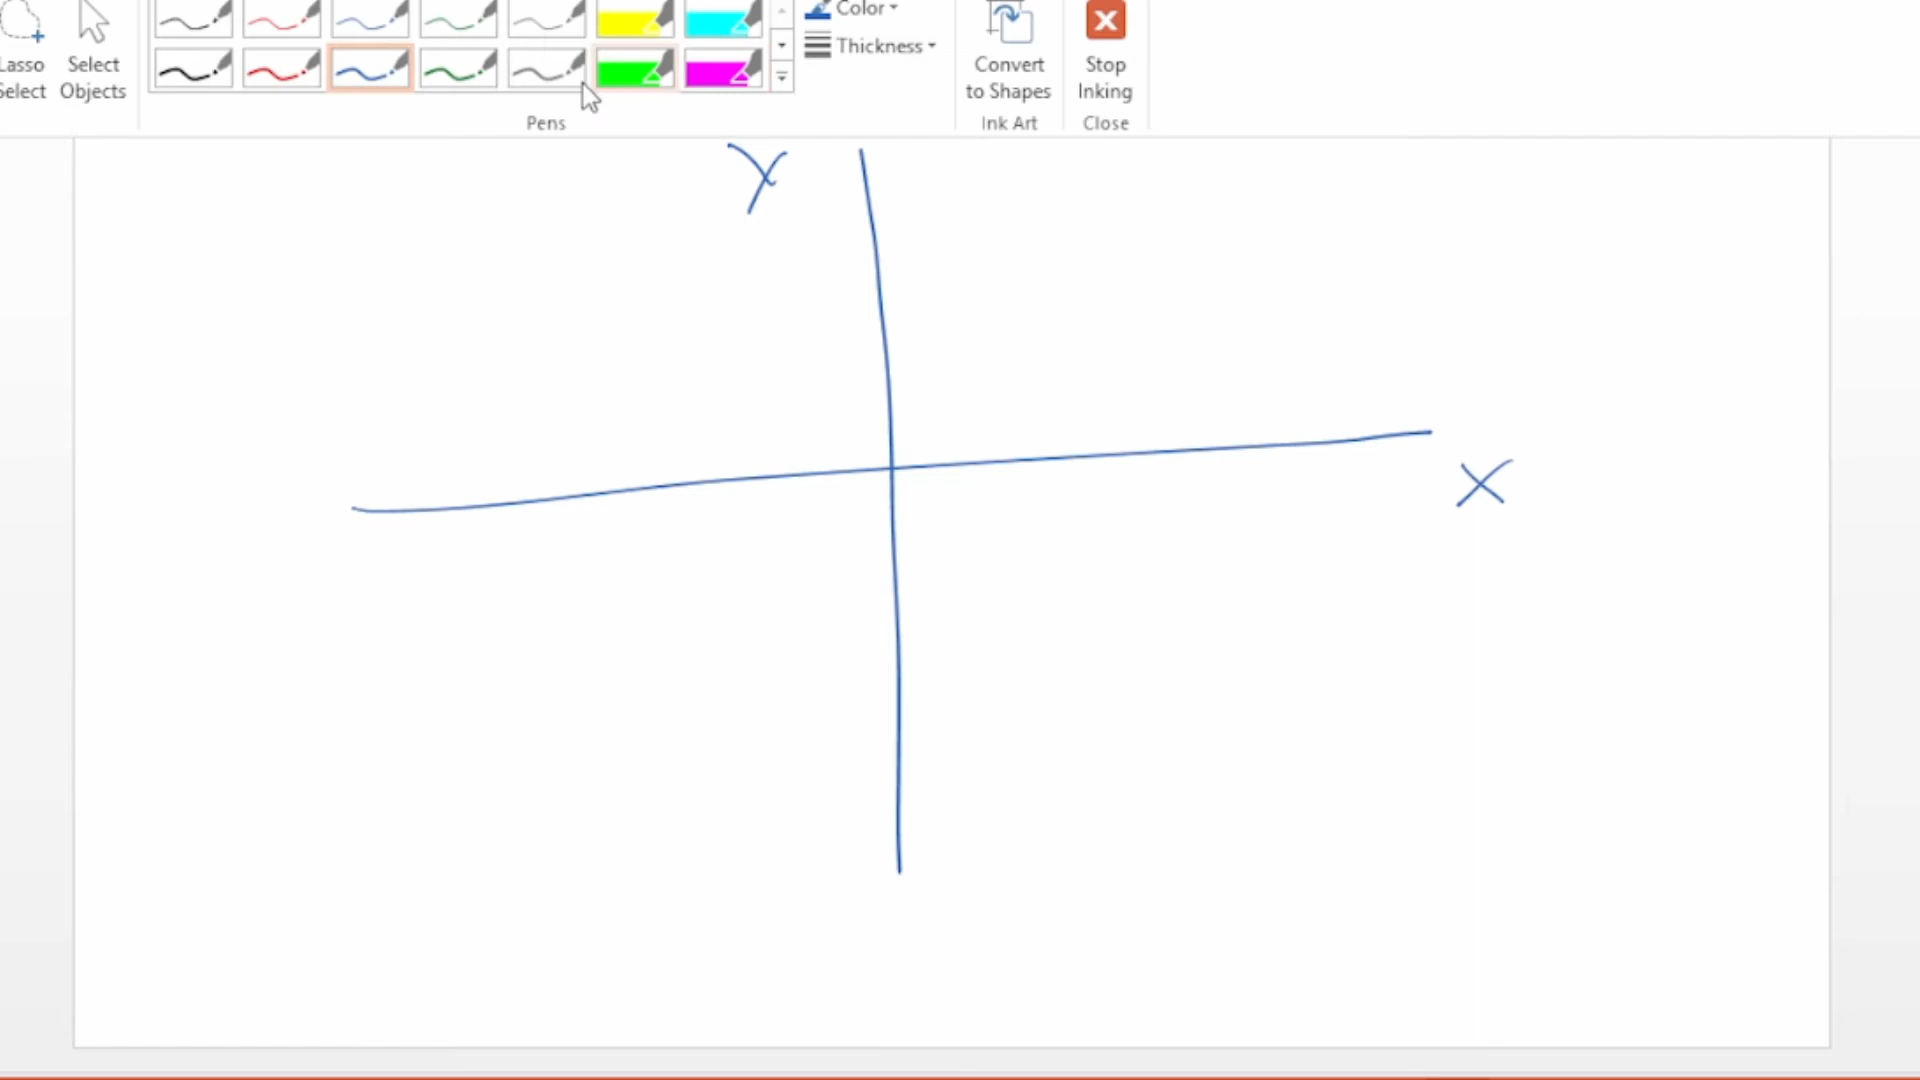 Color
Thickness
Lasso Select
Select Objects
Convert to Shapes
Stop Inking
Pens
Ink Art
Close
Y
X